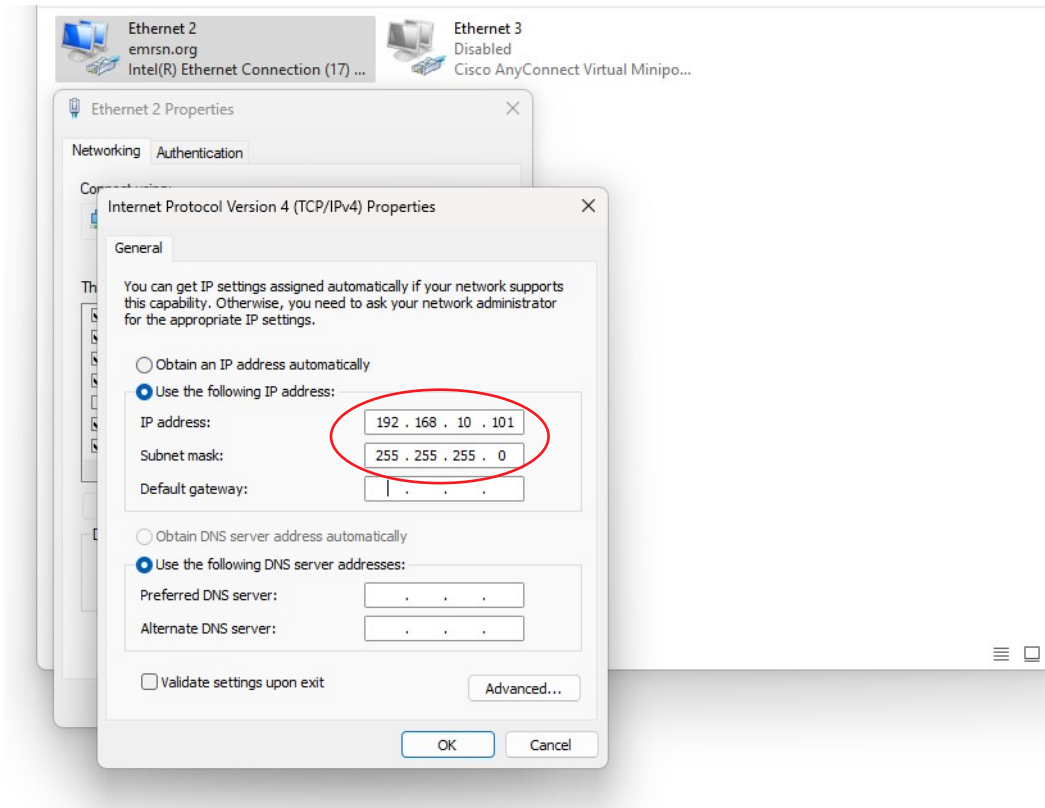 Ethernet 2
emrsn.org
Intel(R) Ethernet Connection (17) ...
Ethernet 3
Disabled
Cisco AnyConnect Virtual Minipo...
Ethernet 2 Properties
Networking
Authentication
Internet Protocol Version 4 (TCP/IPv4) Properties
General
You can get IP settings assigned automatically if your network supports
this capability. Otherwise, you need to ask your network administrator
for the appropriate IP settings.
Obtain an IP address automatically
Use the following IP address:
IP address: 192 . 168 . 10 . 101
Subnet mask: 255 . 255 . 255 . 0
Default gateway: . . .
Obtain DNS server address automatically
Use the following DNS server addresses:
Preferred DNS server: . . .
Alternate DNS server: . . .
Validate settings upon exit
Advanced...
OK
Cancel